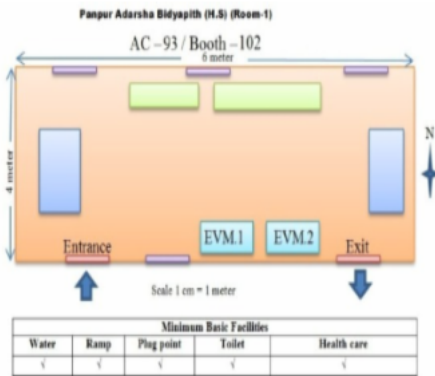 Panpur Adarsha Bidyapith (H.S) (Room-1)
AC –93 / Booth –102
6 meter
4 meter
N
EVM.1 EVM.2
Entrance Exit
Scale 1 cm = 1 meter
Minimum Basic Facilities
Water Ramp Plug point Toilet Health care
√ √ √ √ √